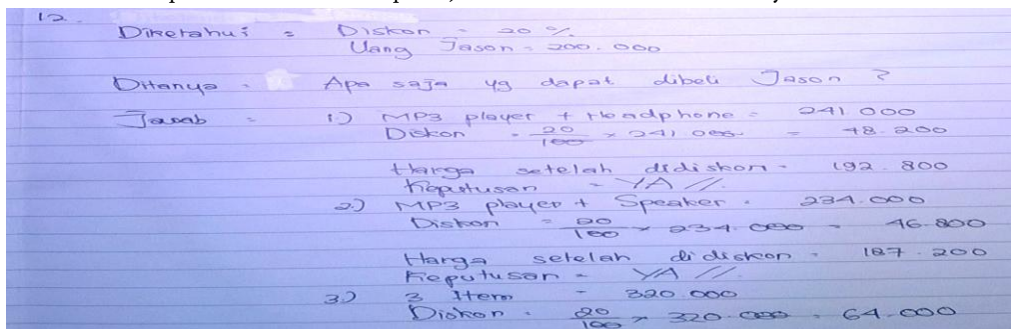 12.
Diketahui = Diskon = 20 %
Uang Jason = 200.000
Ditanya = Apa saja yg dapat dibeli Jason ?
Jawab = 1.) MP3 player + Headphone = 241.000
Diskon = 20/100 x 241.000 = 48.200
Harga setelah didiskon = 192.800
Keputusan = YA //.
2.) MP3 player + Speaker = 234.000
Diskon = 20/100 x 234.000 = 46.800
Harga setelah didiskon = 187.200
Keputusan = YA //.
3.) 3 Item = 320.000
Diskon = 20/100 x 320.000 = 64.000